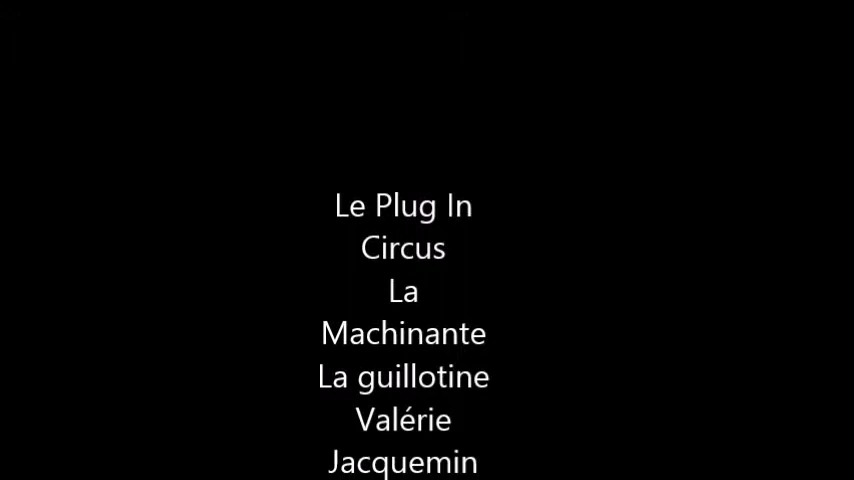 Le Plug In
Circus
La
Machinante
La guillotine
Valérie
Jacquemin